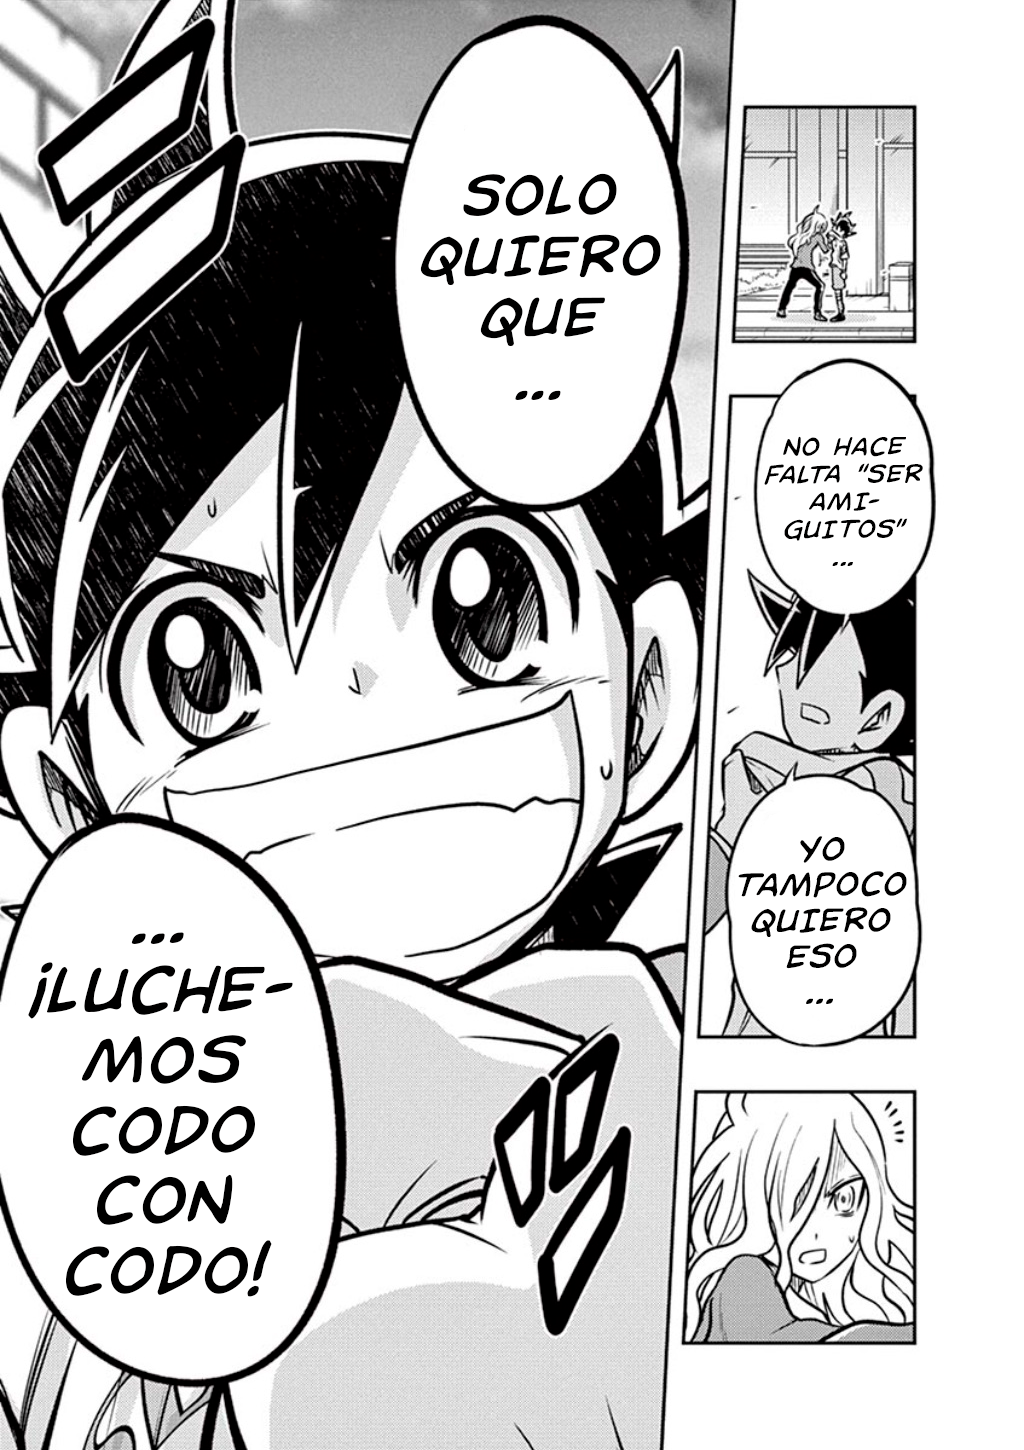 NO HACE
FALTA "SER
AMI-
GUITOS"
...
YO
TAMPOCO
QUIERO
ESO
...
SOLO
QUIERO
QUE
...
...
¡LUCHE-
MOS
CODO
CON
CODO!